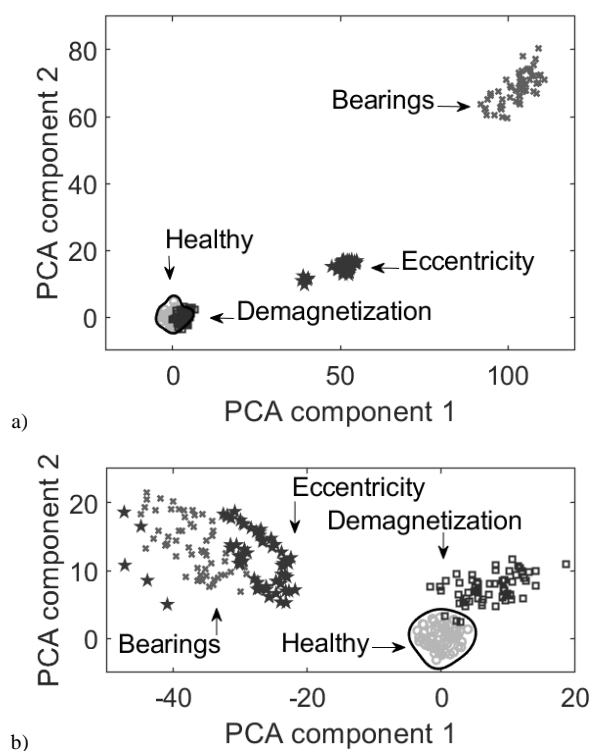 80
60
40
20
0
PCA component 2
Bearings
Healthy
Eccentricity
Demagnetization
0
50
100
PCA component 1
a)
20
10
0
PCA component 2
Eccentricity
Demagnetization
Bearings
Healthy
-40
-20
0
20
PCA component 1
b)